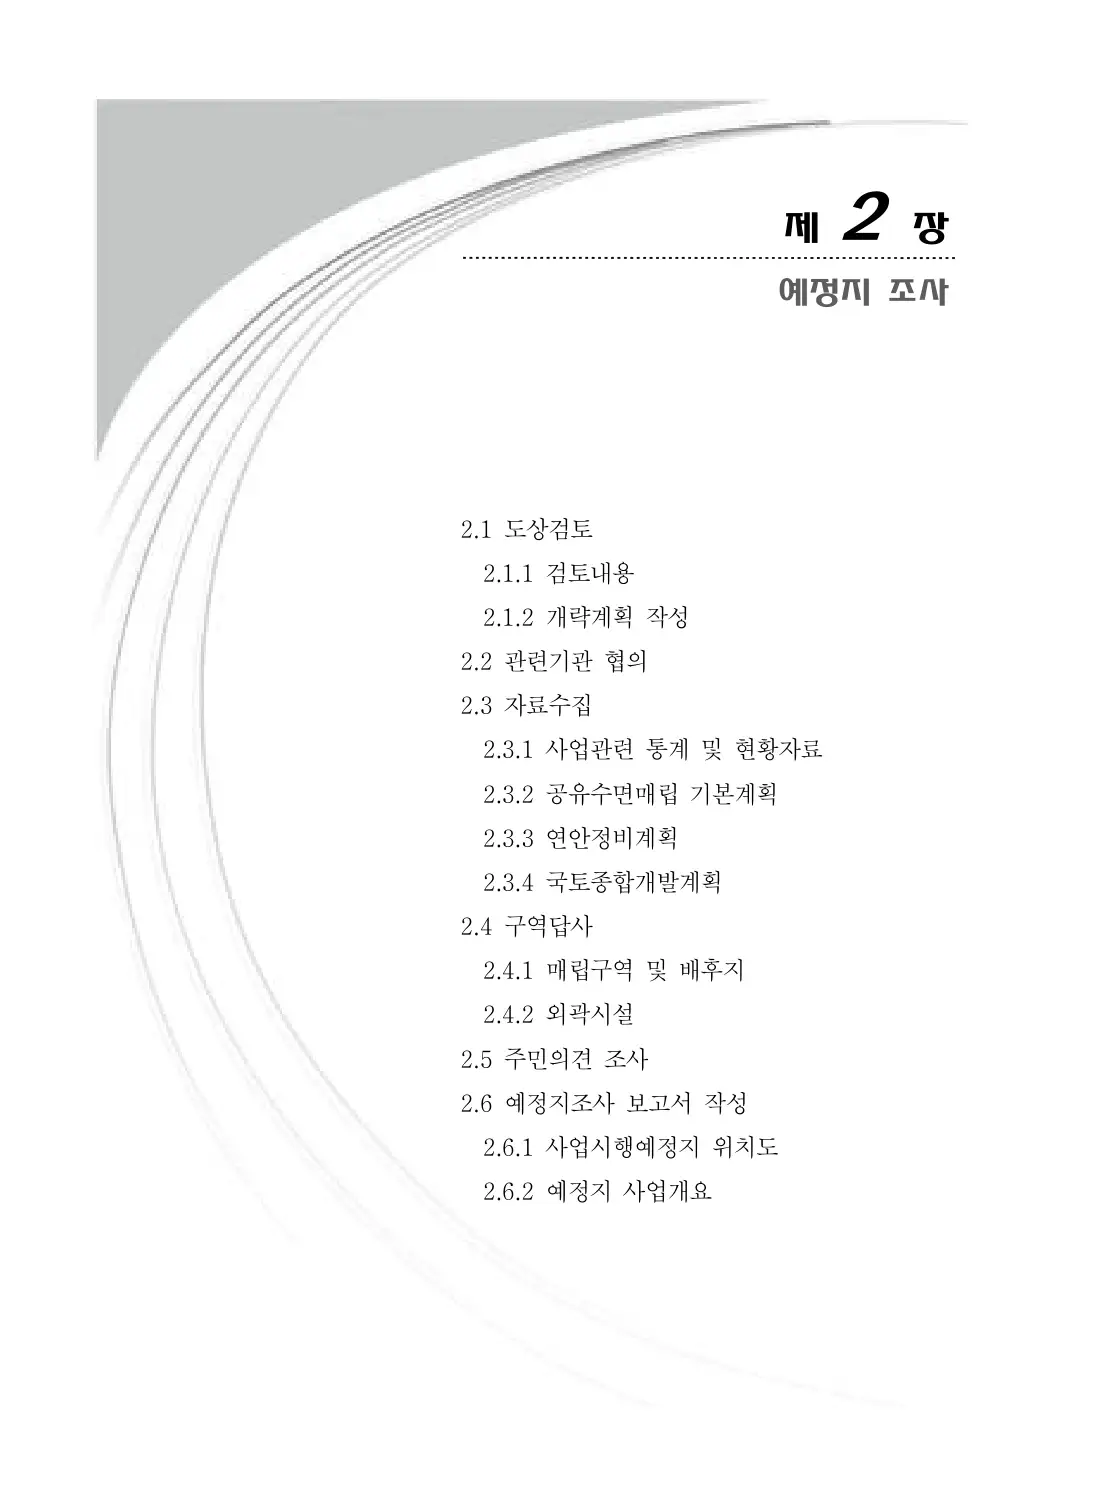 제 2 장
예정지 조사
2.1 도상검토
2.1.1 검토내용
2.1.2 개략계획 작성
2.2 관련기관 협의
2.3 자료수집
2.3.1 사업관련 통계 및 현황자료
2.3.2 공유수면매립 기본계획
2.3.3 연안정비계획
2.3.4 국토종합개발계획
2.4 구역답사
2.4.1 매립구역 및 배후지
2.4.2 외곽시설
2.5 주민의견 조사
2.6 예정지조사 보고서 작성
2.6.1 사업시행예정지 위치도
2.6.2 예정지 사업개요